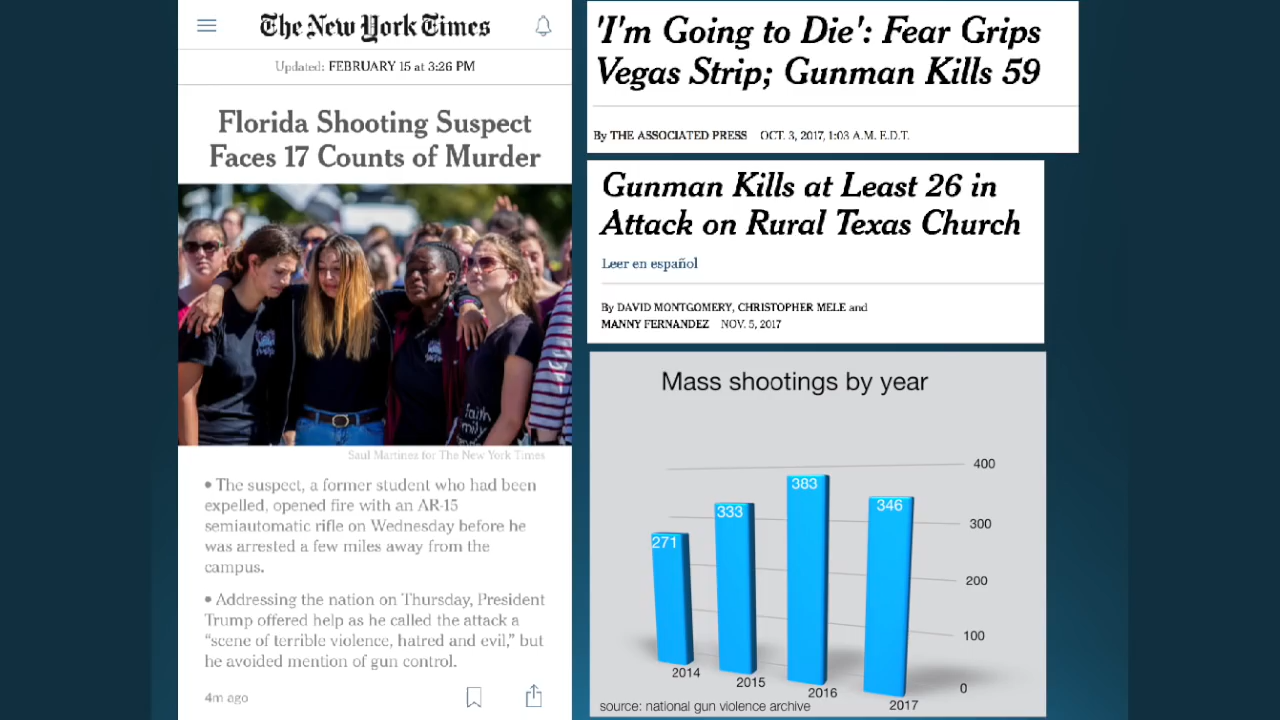 The New York Times
Updated: FEBRUARY 15 at 3:26 PM
Florida Shooting Suspect
Faces 17 Counts of Murder
faith
Saul Martinez for The New York Times
• The suspect, a former student who had been
expelled, opened fire with an AR-15
semiautomatic rifle on Wednesday before he
was arrested a few miles away from the
campus.
• Addressing the nation on Thursday, President
Trump offered help as he called the attack a
“scene of terrible violence, hatred and evil,” but
he avoided mention of gun control.
4m ago
'I'm Going to Die': Fear Grips
Vegas Strip; Gunman Kills 59
By THE ASSOCIATED PRESS OCT. 3, 2017, 1:03 A.M. E.D.T.
Gunman Kills at Least 26 in
Attack on Rural Texas Church
Leer en español
By DAVID MONTGOMERY, CHRISTOPHER MELE and
MANNY FERNANDEZ NOV. 5, 2017
Mass shootings by year
400
383
333
346
300
271
200
100
0
2014
2015
2016
2017
source: national gun violence archive